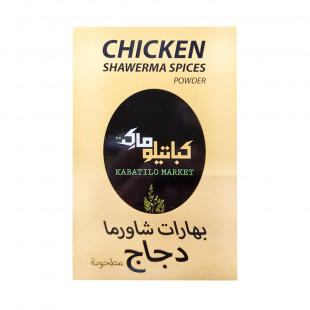 CHICKEN
SHAWERMA SPICES
POWDER
كباتيلو ماركت
KABATILO MARKET
بهارات شاورما
دجاج مطحونة